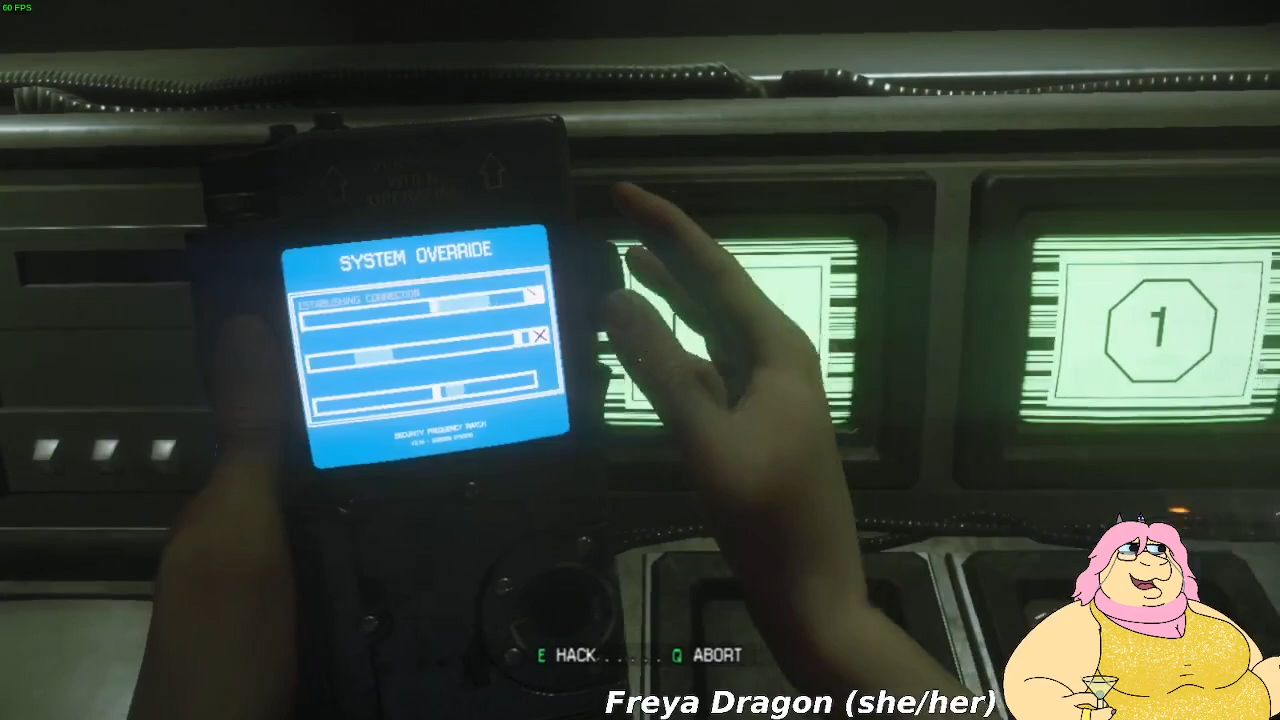 60 FPS
SYSTEM OVERRIDE
ESTABLISHING CONNECTION
SECURITY FREQUENCY MATCH
1
E HACK...... Q ABORT
Freya Dragon (she/her)